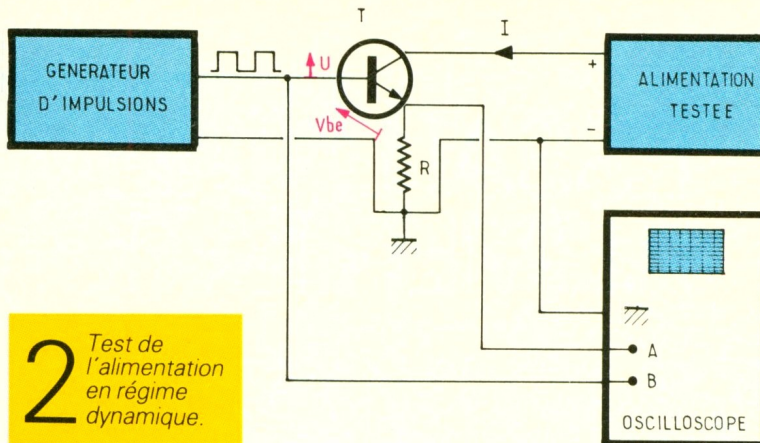 T
I
GENERATEUR
D'IMPULSIONS
U
+
ALIMENTATION
TESTEE
Vbe
-
R
A
B
OSCILLOSCOPE
2
Test de
l'alimentation
en régime
dynamique.